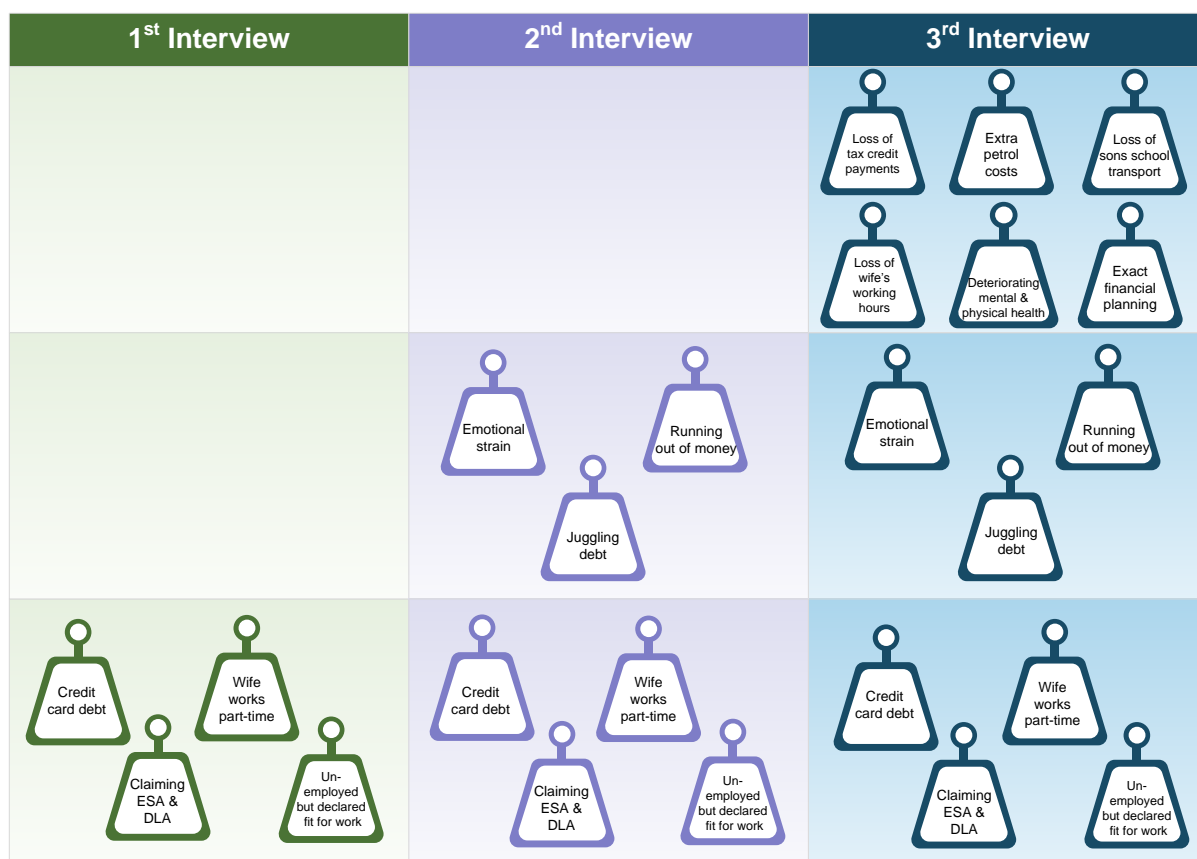 1st Interview
2nd Interview
3rd Interview
Loss of
tax credit
payments
Extra
petrol
costs
Loss of
sons school
transport
Loss of
wife's
working
hours
Deteriorating
mental &
physical health
Exact
financial
planning
Emotional
strain
Running
out of money
Juggling
debt
Emotional
strain
Running
out of money
Juggling
debt
Credit
card debt
Wife
works
part-time
Claiming
ESA &
DLA
Un-
employed
but declared
fit for work
Credit
card debt
Wife
works
part-time
Claiming
ESA &
DLA
Un-
employed
but declared
fit for work
Credit
card debt
Wife
works
part-time
Claiming
ESA &
DLA
Un-
employed
but declared
fit for work